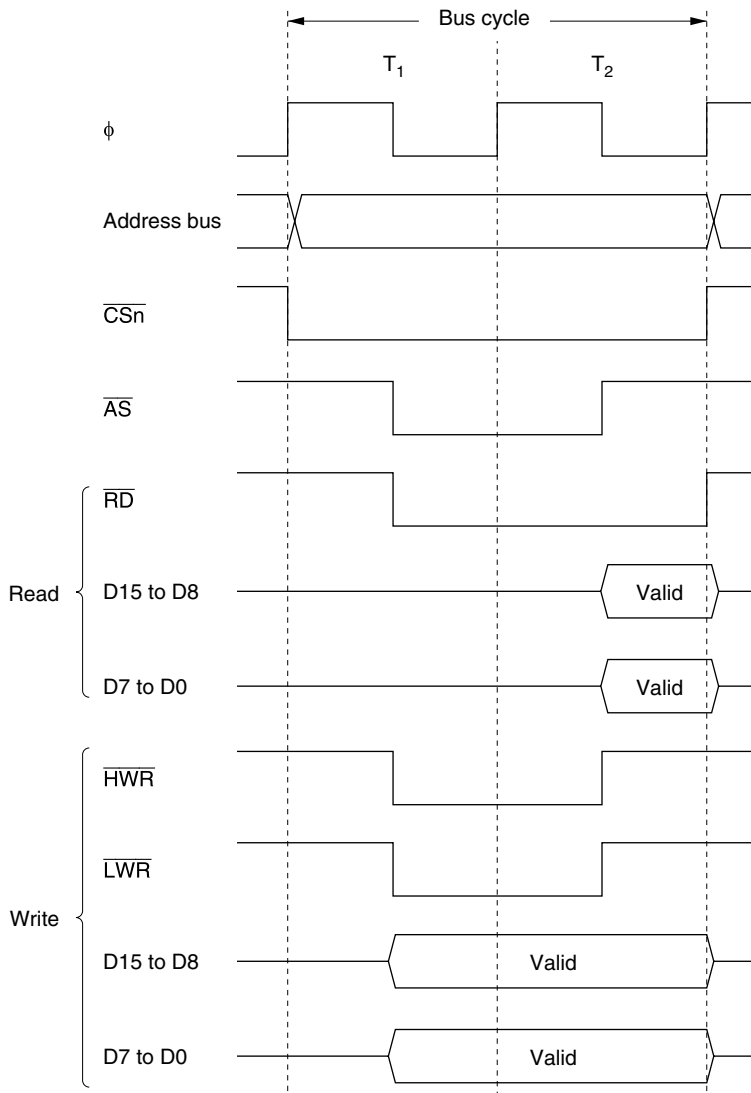 Bus cycle
T1 T2
ϕ
Address bus
CSn
AS
RD
Read
D15 to D8 Valid
D7 to D0 Valid
HWR
LWR
Write
D15 to D8 Valid
D7 to D0 Valid